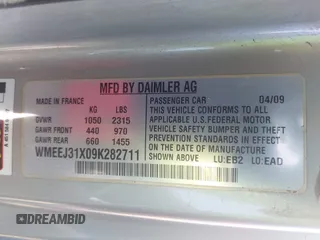 MFD BY DAIMLER AG
MADE IN FRANCE
KG LBS
GVWR 1050 2315
GAWR FRONT 440 970
GAWR REAR 660 1455
WMEEJ31X09K282711
PASSENGER CAR 04/09
THIS VEHICLE CONFORMS TO ALL
APPLICABLE
U.S.FEDERAL MOTOR
VEHICLE SAFETY BUMPER AND
THEFT PREVENTION STANDARDS
IN EFFECT ON THE DATE OF
MANUFACTURE SHOWN ABOVE
LU:EB2 LO:EAD
DCD AutoAuctions